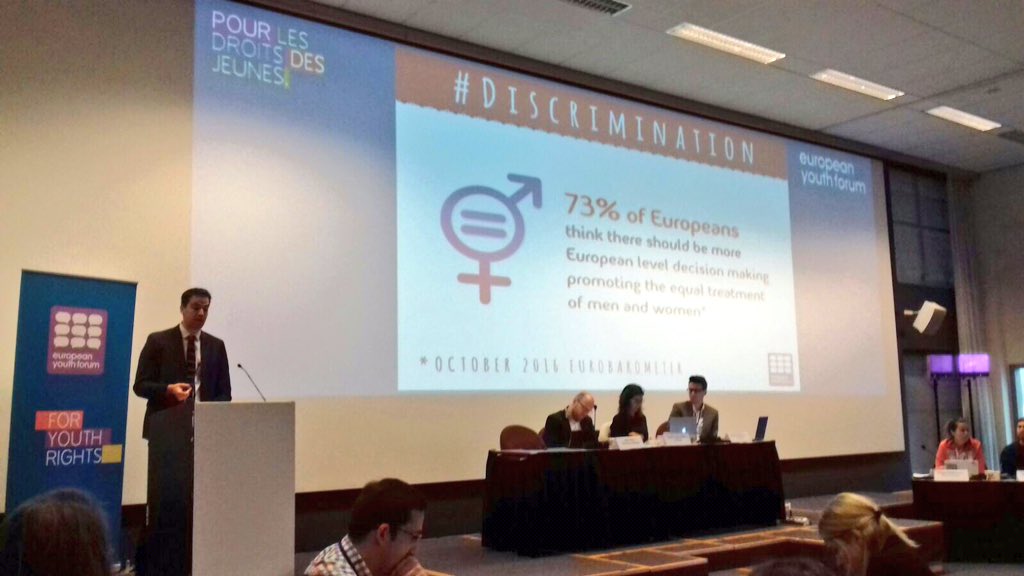 POUR LES
DROITS DES
JEUNES!
#DISCRIMINATION
european
youth forum
73% of Europeans
think there should be more
European level decision making
promoting the equal treatment
of men and women*
*OCTOBER 2016 EUROBAROMETER
european
youth forum
FOR
YOUTH
RIGHTS